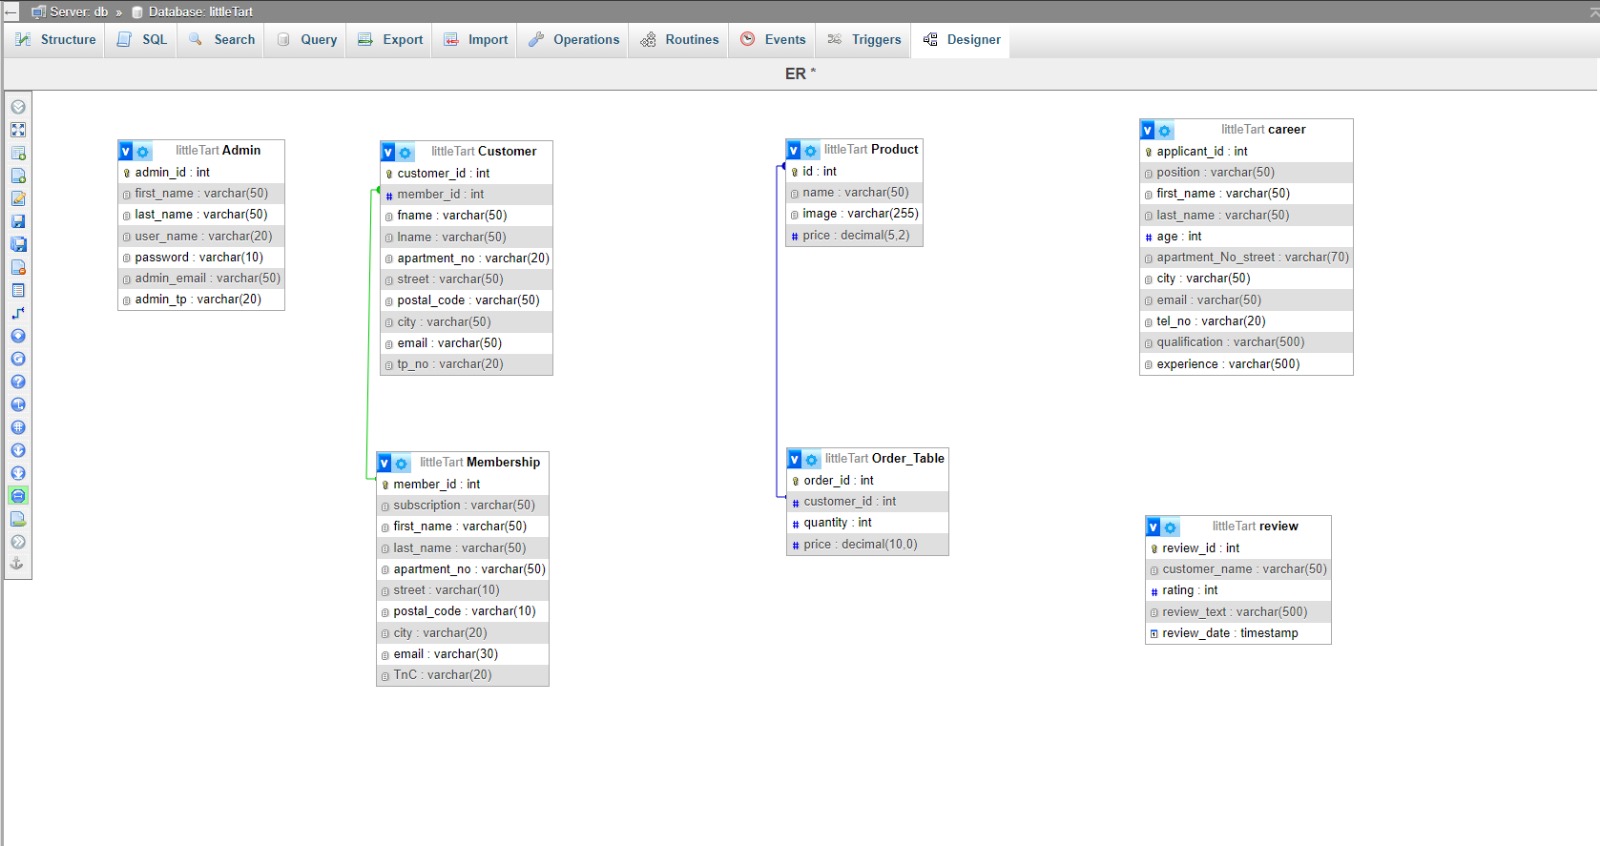 Server: db » Database: littleTart
Structure SQL Search Query Export Import Operations Routines Events Triggers Designer
ER *
littleTart Admin
admin_id : int
first_name : varchar(50)
last_name : varchar(50)
user_name : varchar(20)
password : varchar(10)
admin_email : varchar(50)
admin_tp : varchar(20)
littleTart Customer
customer_id : int
member_id : int
fname : varchar(50)
lname : varchar(50)
apartment_no : varchar(20)
street : varchar(50)
postal_code : varchar(50)
city : varchar(50)
email : varchar(50)
tp_no : varchar(20)
littleTart Product
id : int
name : varchar(50)
image : varchar(255)
price : decimal(5,2)
littleTart career
applicant_id : int
position : varchar(50)
first_name : varchar(50)
last_name : varchar(50)
age : int
apartment_No_street : varchar(70)
city : varchar(50)
email : varchar(50)
tel_no : varchar(20)
qualification : varchar(500)
experience : varchar(500)
littleTart Membership
member_id : int
subscription : varchar(50)
first_name : varchar(50)
last_name : varchar(50)
apartment_no : varchar(50)
street : varchar(10)
postal_code : varchar(10)
city : varchar(20)
email : varchar(30)
TnC : varchar(20)
littleTart Order_Table
order_id : int
customer_id : int
quantity : int
price : decimal(10,0)
littleTart review
review_id : int
customer_name : varchar(50)
rating : int
review_text : varchar(500)
review_date : timestamp